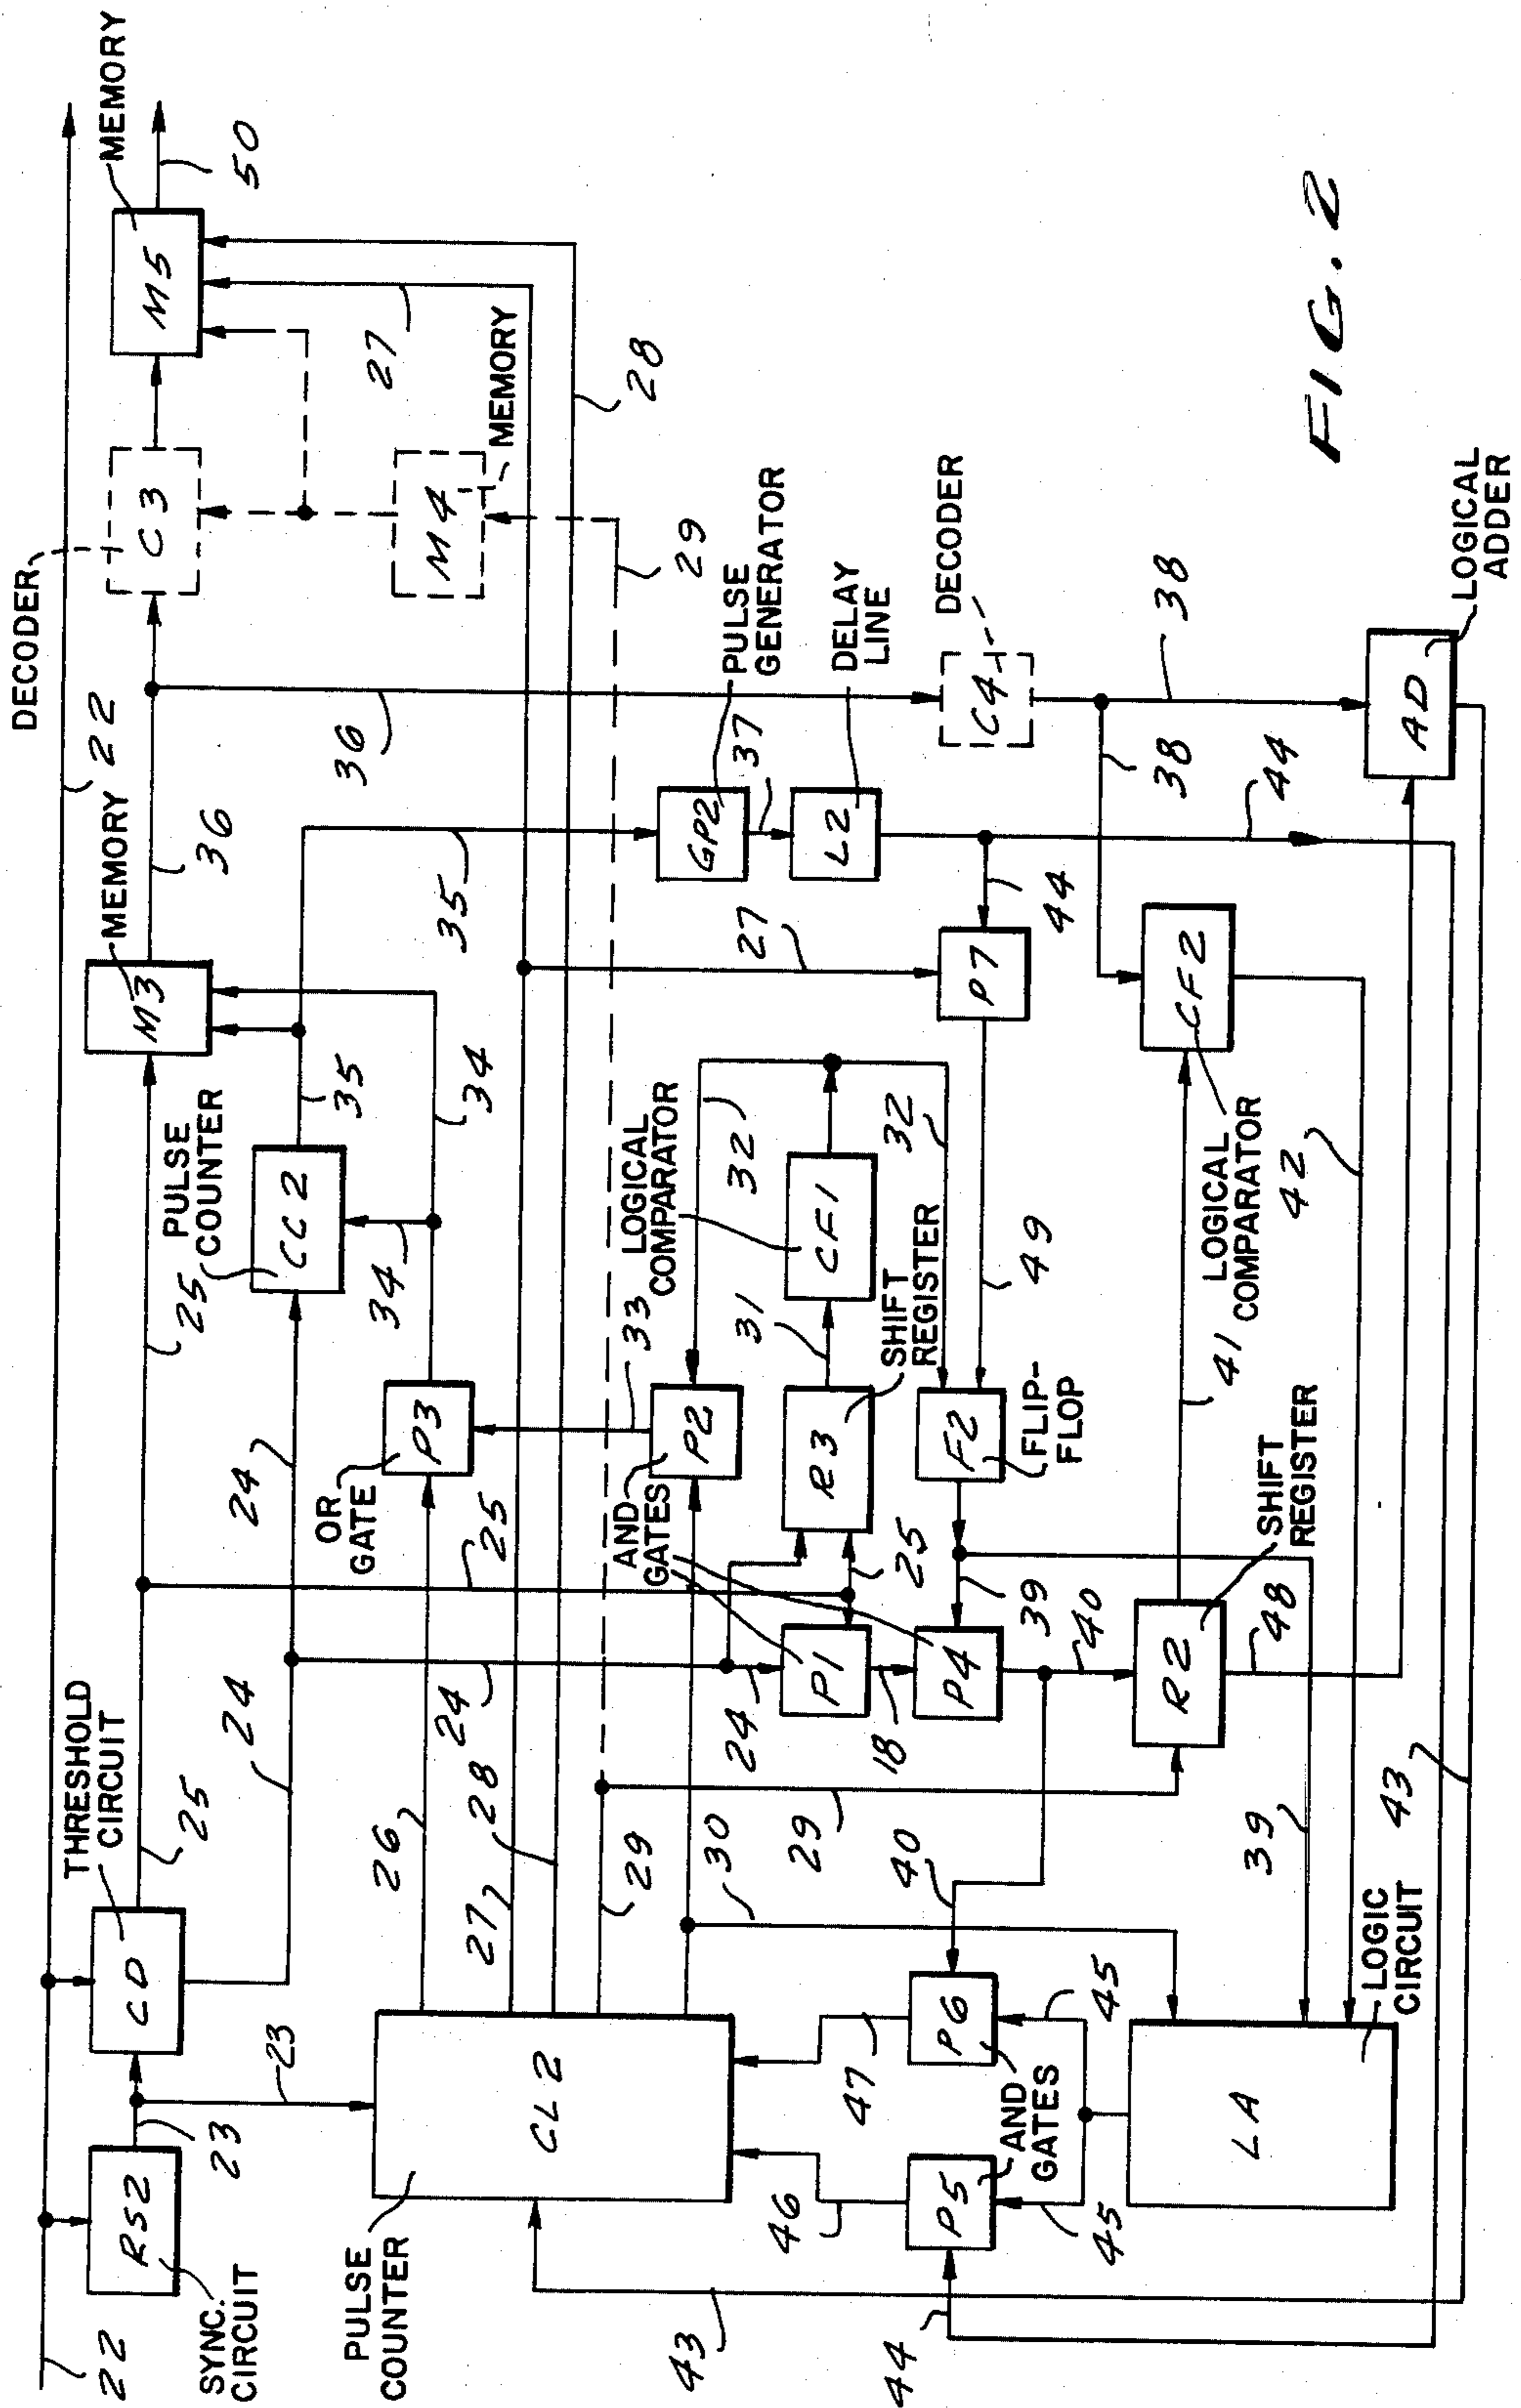 22
RS2
SYNC.
CIRCUIT
23
23
CD
THRESHOLD
CIRCUIT
25
24
24
25
PULSE
COUNTER
CC2
35
M3
MEMORY
22
36
DECODER
C3
M5
MEMORY
50
PULSE
COUNTER
CL2
26
27
28
29
30
24
25
OR
GATE
P3
34
34
33
35
36
27
28
29
M4
MEMORY
AND
GATES
P2
32
LOGICAL
COMPARATOR
GP2
PULSE
GENERATOR
37
L2
DELAY
LINE
24
P1
25
R3
31
CF1
SHIFT
REGISTER
18
P4
39
F2
FLIP-
FLOP
32
49
P7
27
44
C4
DECODER
38
38
46
47
P5
P6
AND
GATES
45
45
40
40
29
R2
SHIFT
REGISTER
41
CF2
LOGICAL
COMPARATOR
42
44
AD
LOGICAL
ADDER
LA
LOGIC
CIRCUIT
39
48
43
43
44
FIG. 2